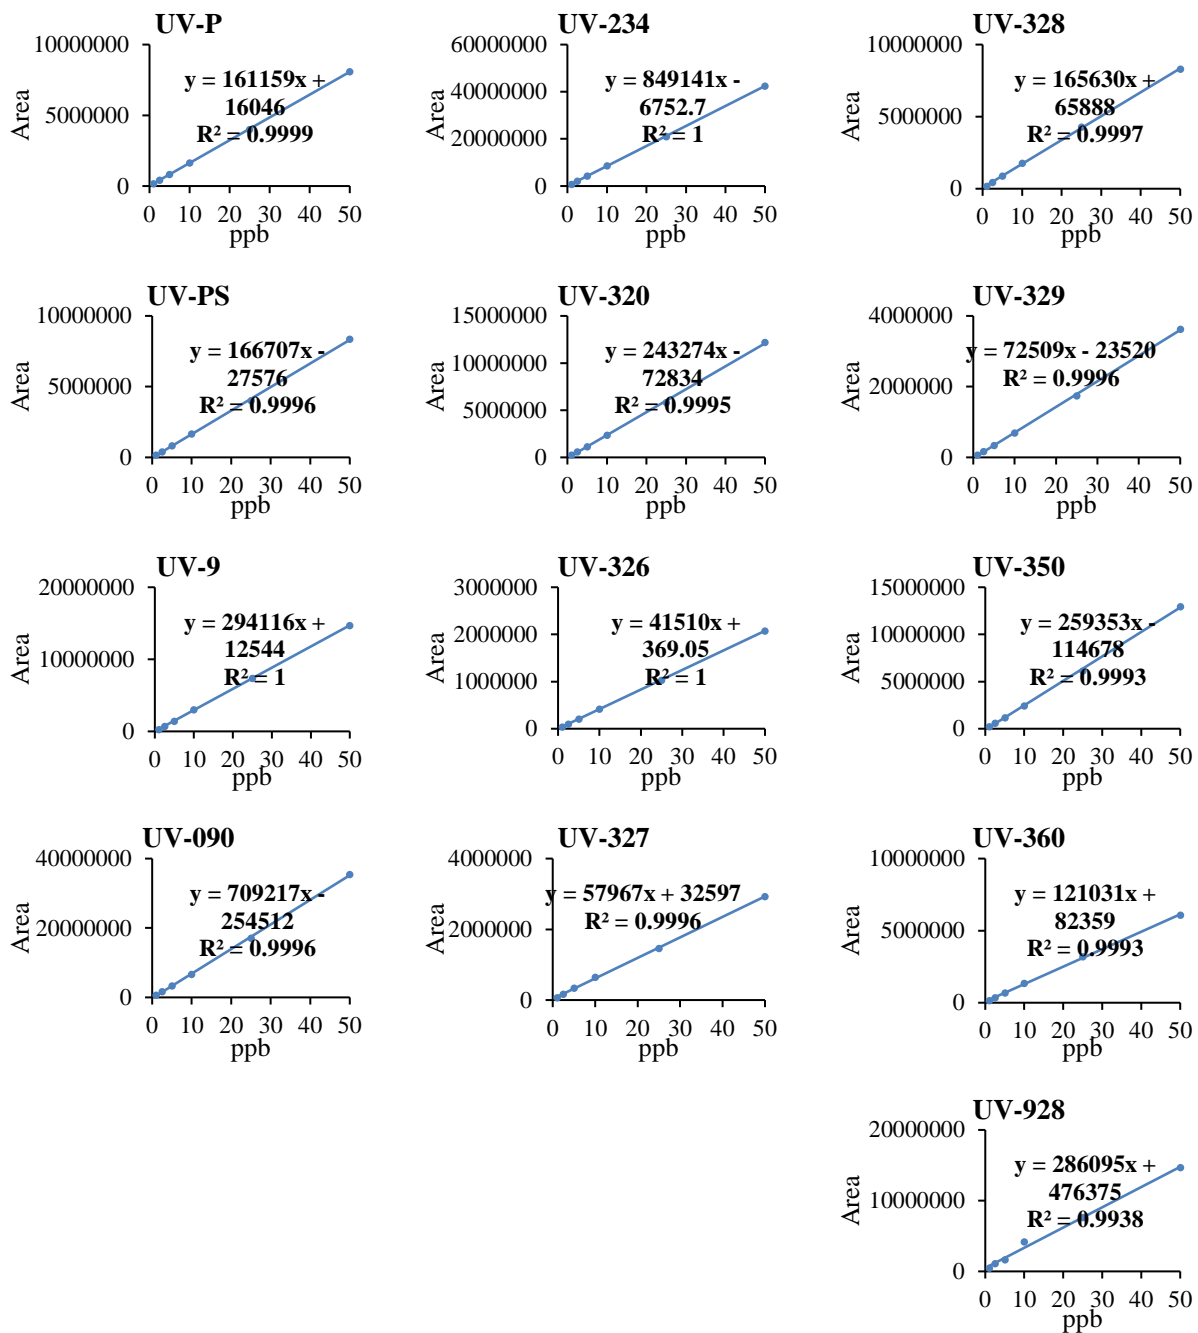 UV-P
10000000
5000000
0
Area
y = 161159x +
16046
R² = 0.9999
0 10 20 30 40 50
ppb
UV-234
60000000
40000000
20000000
0
Area
y = 849141x -
6752.7
R² = 1
0 10 20 30 40 50
ppb
UV-328
10000000
5000000
0
Area
y = 165630x +
65888
R² = 0.9997
0 10 20 30 40 50
ppb
UV-PS
10000000
5000000
0
Area
y = 166707x -
27576
R² = 0.9996
0 10 20 30 40 50
ppb
UV-320
15000000
10000000
5000000
0
Area
y = 243274x -
72834
R² = 0.9995
0 10 20 30 40 50
ppb
UV-329
4000000
2000000
0
Area
y = 72509x - 23520
R² = 0.9996
0 10 20 30 40 50
ppb
UV-9
20000000
10000000
0
Area
y = 294116x +
12544
R² = 1
0 10 20 30 40 50
ppb
UV-326
3000000
2000000
1000000
0
Area
y = 41510x +
369.05
R² = 1
0 10 20 30 40 50
ppb
UV-350
15000000
10000000
5000000
0
Area
y = 259353x -
114678
R² = 0.9993
0 10 20 30 40 50
ppb
UV-090
40000000
20000000
0
Area
y = 709217x -
254512
R² = 0.9996
0 10 20 30 40 50
ppb
UV-327
4000000
2000000
0
Area
y = 57967x + 32597
R² = 0.9996
0 10 20 30 40 50
ppb
UV-360
10000000
5000000
0
Area
y = 121031x +
82359
R² = 0.9993
0 10 20 30 40 50
ppb
UV-928
20000000
10000000
0
Area
y = 286095x +
476375
R² = 0.9938
0 10 20 30 40 50
ppb